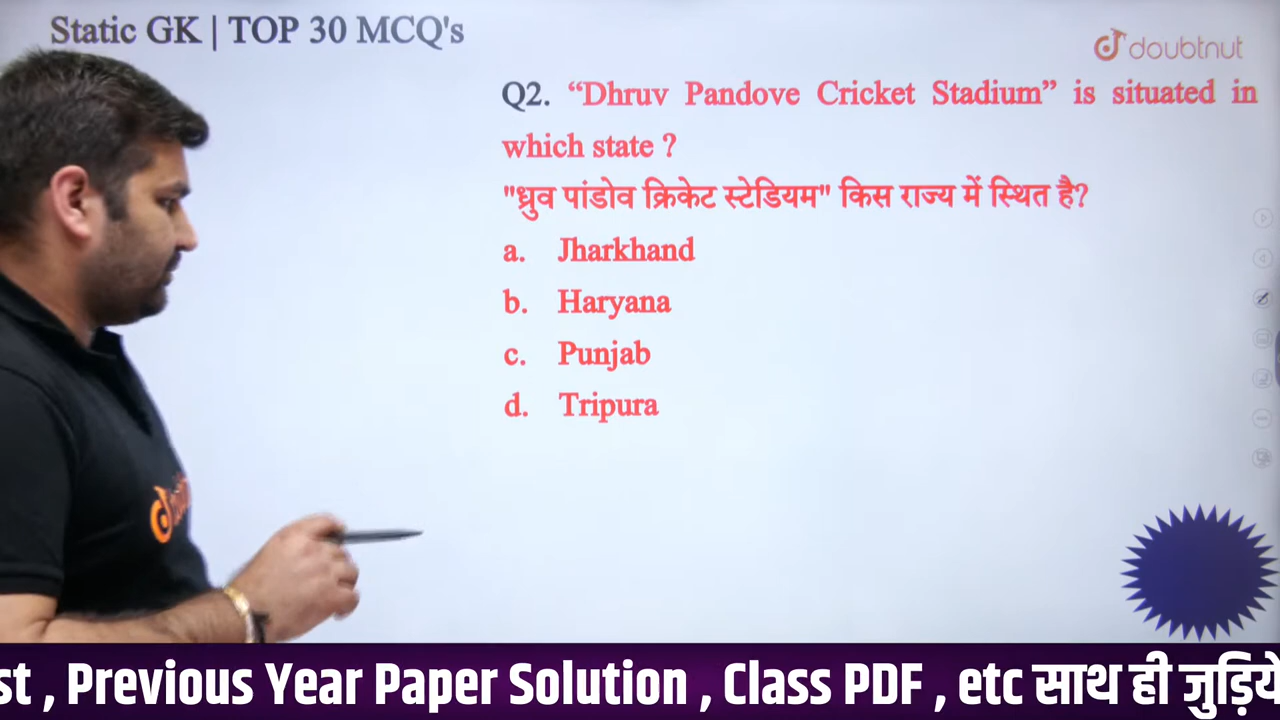 Static GK | TOP 30 MCQ's
doubtnut
Q2. “Dhruv Pandove Cricket Stadium” is situated in
which state ?
"ध्रुव पांडोव क्रिकेट स्टेडियम" किस राज्य में स्थित है?
a. Jharkhand
b. Haryana
c. Punjab
d. Tripura
st , Previous Year Paper Solution , Class PDF , etc साथ ही जुड़िये